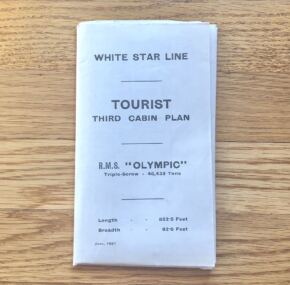 WHITE STAR LINE
TOURIST
THIRD CABIN PLAN
R.M.S. "OLYMPIC"
Triple-Screw - 46,439 Tons
Length - - 852·5 Feet
Breadth - - 92·5 Feet